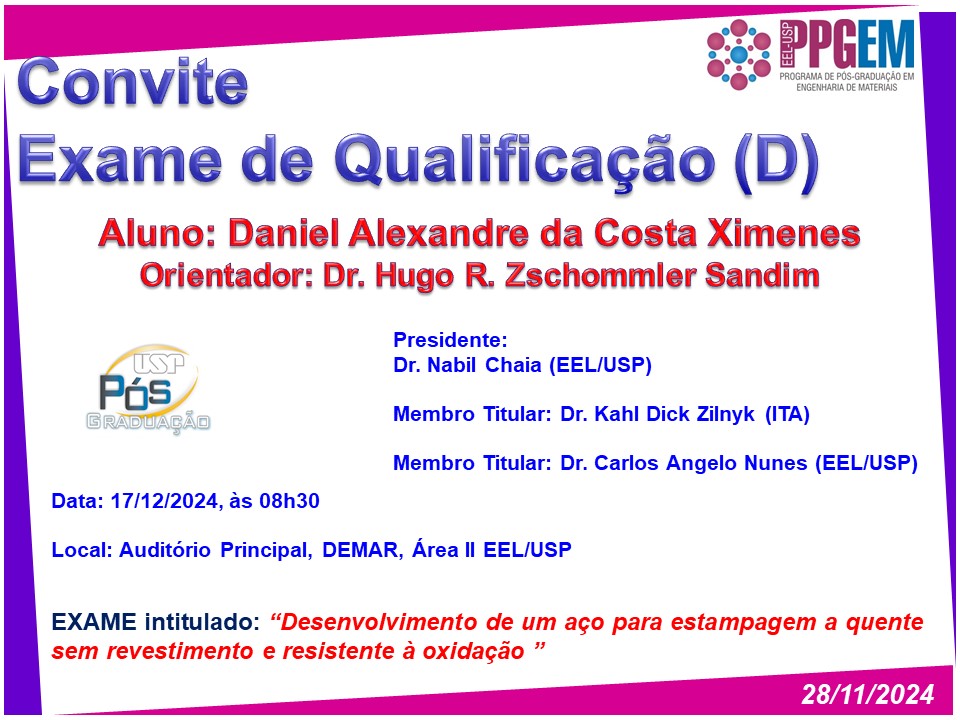 EEL-USP
PPGEM
PROGRAMA DE PÓS-GRADUAÇÃO EM
ENGENHARIA DE MATERIAIS
Convite
Exame de Qualificação (D)
Aluno: Daniel Alexandre da Costa Ximenes
Orientador: Dr. Hugo R. Zschommler Sandim
USP
Pós
GRADUAÇÃO
Presidente:
Dr. Nabil Chaia (EEL/USP)
Membro Titular: Dr. Kahl Dick Zilnyk (ITA)
Membro Titular: Dr. Carlos Angelo Nunes (EEL/USP)
Data: 17/12/2024, às 08h30
Local: Auditório Principal, DEMAR, Área II EEL/USP
EXAME intitulado: “Desenvolvimento de um aço para estampagem a quente
sem revestimento e resistente à oxidação ”
28/11/2024